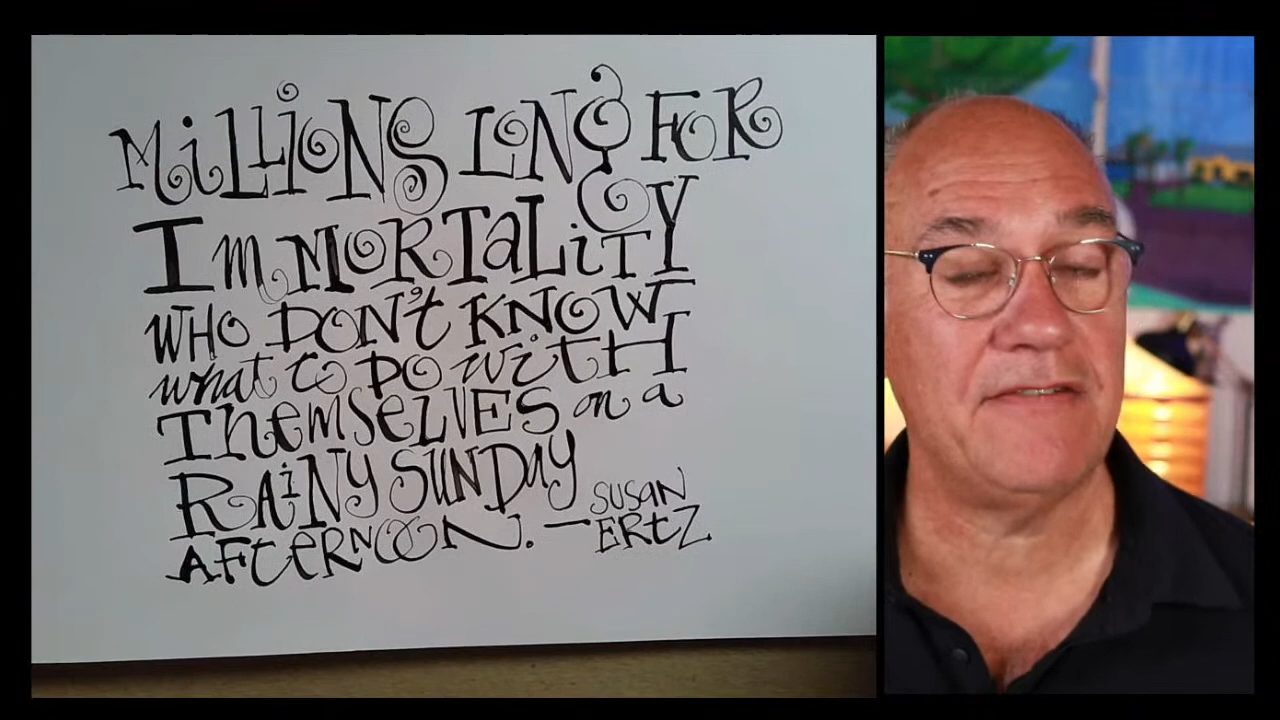 MiLLiONS LONG FOR
ImMORTaLiTY
WHO DON't KNOW
what to DO WitH
ThemSeLVES on a
RAiNY SUNDay
AFteRNOON. — SUSAN
ERtZ